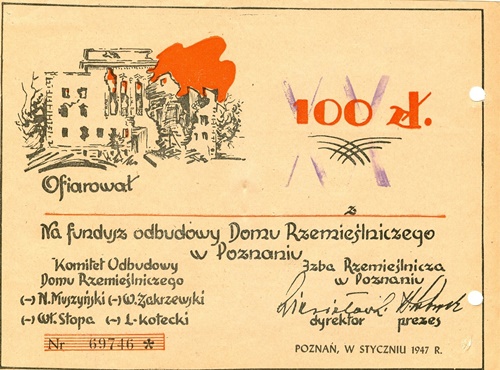 100 zł.
Ofiarował
z
Na fundusz odbudowy Domu Rzemieślniczego
w Poznaniu
Komitet Odbudowy
Domu Rzemieślniczego
(-) N. Muszyński (-) W. Zakrzewski
(-) Wł. Stopa (-) L. Kotecki
Izba Rzemieślnicza
w Poznaniu
dyrektor prezes
Nr 69746 *
POZNAŃ, W STYCZNIU 1947 R.